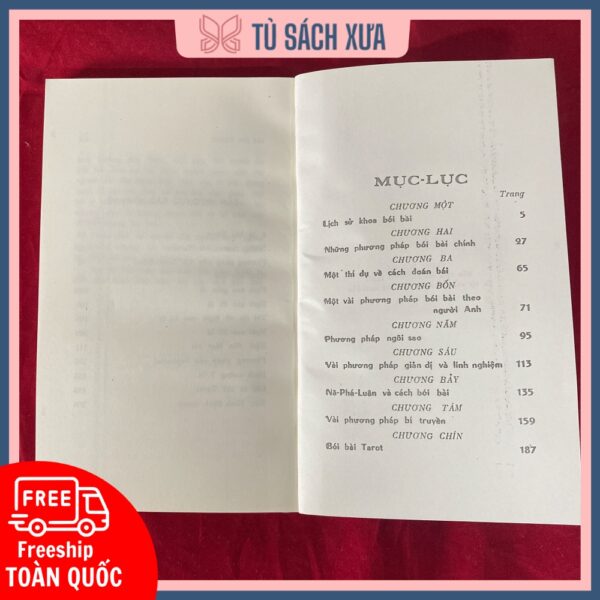 TỦ SÁCH XƯA
MỤC-LỤC
Trang
CHƯƠNG MỘT
Lịch sử khoa bói bài 5
CHƯƠNG HAI
Những phương pháp bói bài chính 27
CHƯƠNG BA
Một thí dụ về cách đoán bói 65
CHƯƠNG BỐN
Một vài phương pháp bói bài theo
người Anh 71
CHƯƠNG NĂM
Phương pháp ngôi sao 95
CHƯƠNG SÁU
Vài phương pháp giản dị và linh nghiệm 113
CHƯƠNG BẢY
Nã-Phá-Luân và cách bói bài 135
CHƯƠNG TÁM
Vài phương pháp bí truyền 159
CHƯƠNG CHÍN
Bói bài Tarot 187
FREE
Freeship
TOÀN QUỐC